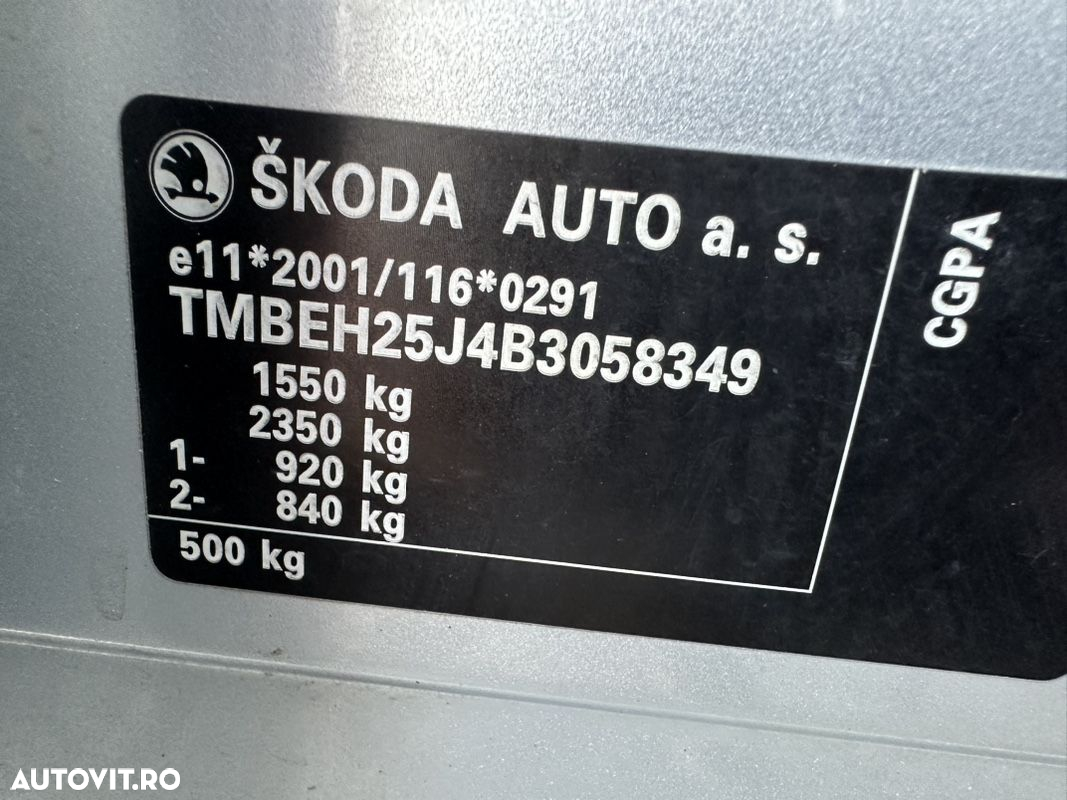 ŠKODA AUTO a. s.
e11*2001/116*0291
TMBEH25J4B3058349
1550 kg
2350 kg
1- 920 kg
2- 840 kg
500 kg
CGPA
AUTOVIT.RO